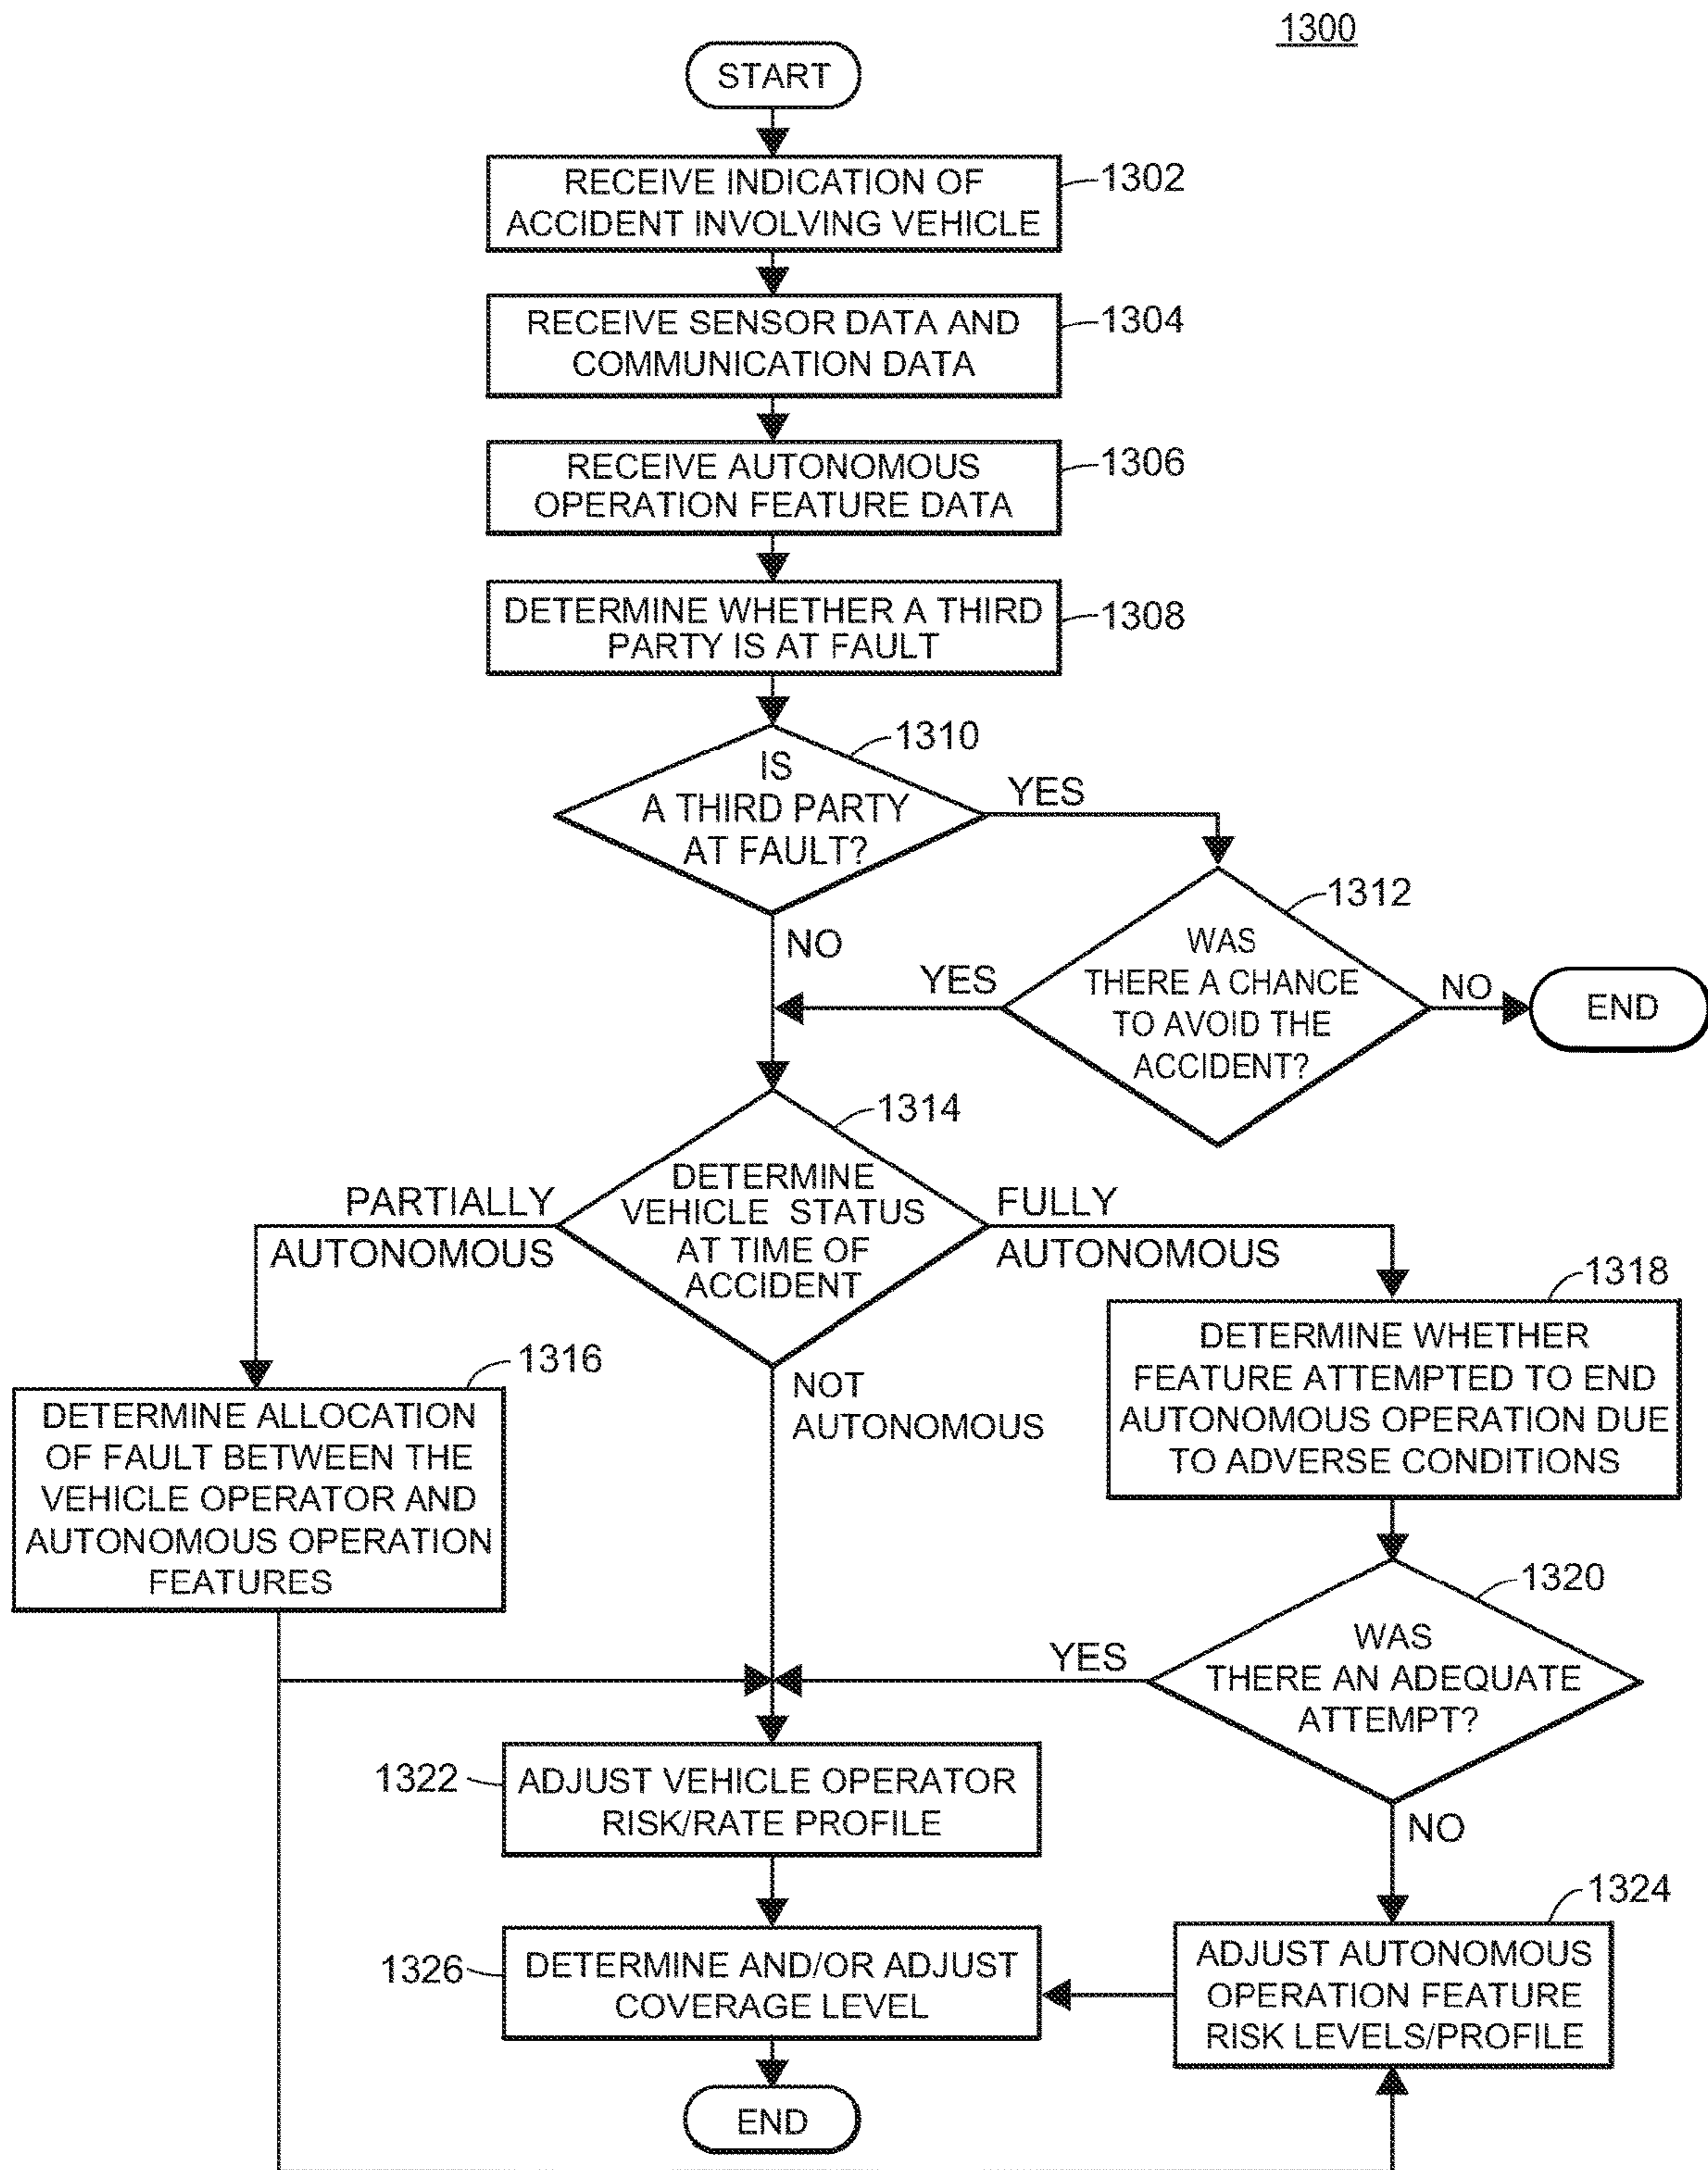 1300
START
RECEIVE INDICATION OF
ACCIDENT INVOLVING VEHICLE
1302
RECEIVE SENSOR DATA AND
COMMUNICATION DATA
1304
RECEIVE AUTONOMOUS
OPERATION FEATURE DATA
1306
DETERMINE WHETHER A THIRD
PARTY IS AT FAULT
1308
1310
IS
A THIRD PARTY
AT FAULT?
YES
NO
1312
WAS
THERE A CHANCE
TO AVOID THE
ACCIDENT?
YES
NO
END
1314
DETERMINE
VEHICLE STATUS
AT TIME OF
ACCIDENT
PARTIALLY
AUTONOMOUS
FULLY
AUTONOMOUS
NOT
AUTONOMOUS
1316
DETERMINE ALLOCATION
OF FAULT BETWEEN THE
VEHICLE OPERATOR AND
AUTONOMOUS OPERATION
FEATURES
1318
DETERMINE WHETHER
FEATURE ATTEMPTED TO END
AUTONOMOUS OPERATION DUE
TO ADVERSE CONDITIONS
1320
WAS
THERE AN ADEQUATE
ATTEMPT?
YES
NO
1322
ADJUST VEHICLE OPERATOR
RISK/RATE PROFILE
1324
ADJUST AUTONOMOUS
OPERATION FEATURE
RISK LEVELS/PROFILE
1326
DETERMINE AND/OR ADJUST
COVERAGE LEVEL
END